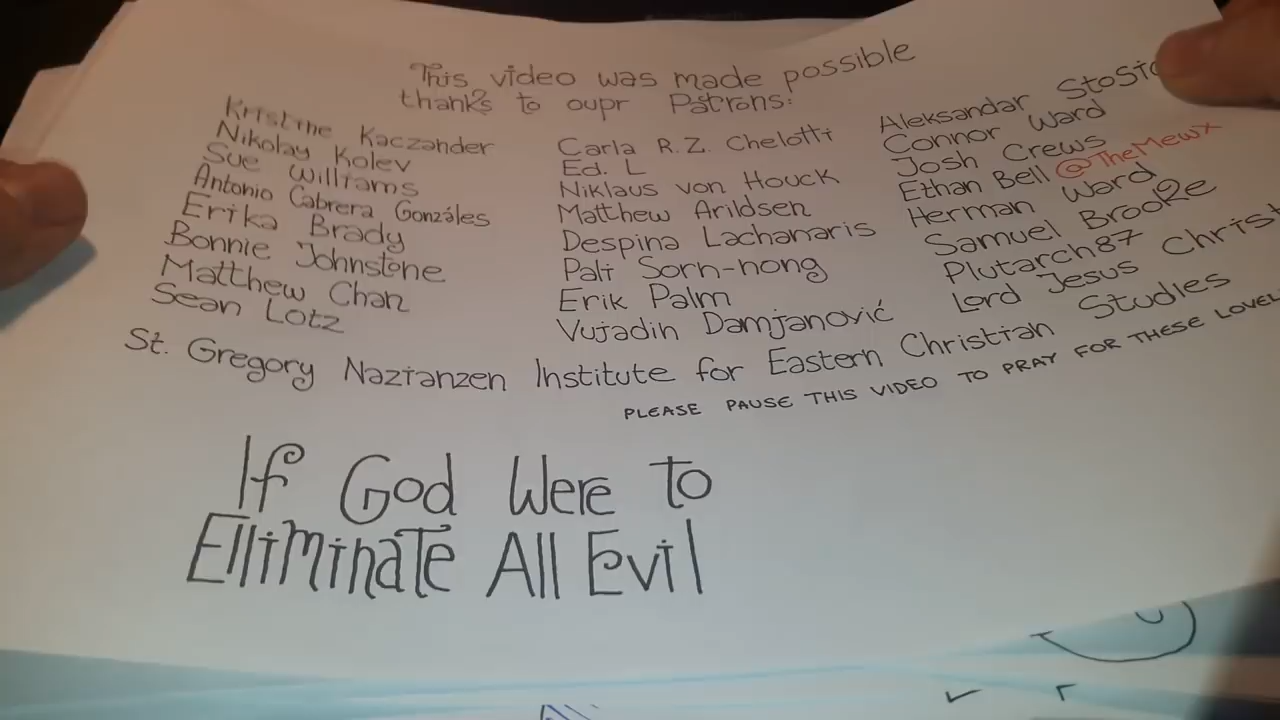 This video was made possible
thanks to oupr Patrons:
Kristine Kaczander
Nikolay Kolev
Sue Williams
Antonio Cabrera Gonzáles
Erika Brady
Bonnie Johnstone
Matthew Chan
Sean Lotz
Carla R.Z. Chelotti
Ed. L
Niklaus von Houck
Matthew Arildsen
Despina Lachanaris
Pali Sorn-hong
Erik Palm
Vujadin Damjanović
Aleksandar
Connor Ward
Josh Crews
Ethan Bell @TheMewx
Herman Ward
Samuel Brooke
Plutarch87
Lord Jesus Christ
St. Gregory Nazianzen Institute for Eastern Christian Studies
PLEASE PAUSE THIS VIDEO TO PRAY FOR THESE
If God Were to
Elliminate All Evil